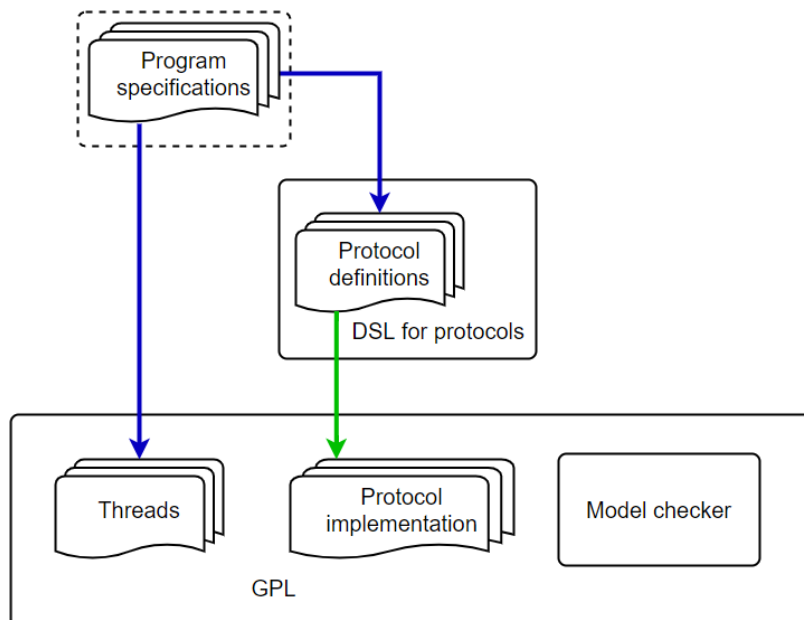 Program
specifications
Protocol
definitions
DSL for protocols
Threads
Protocol
implementation
Model checker
GPL